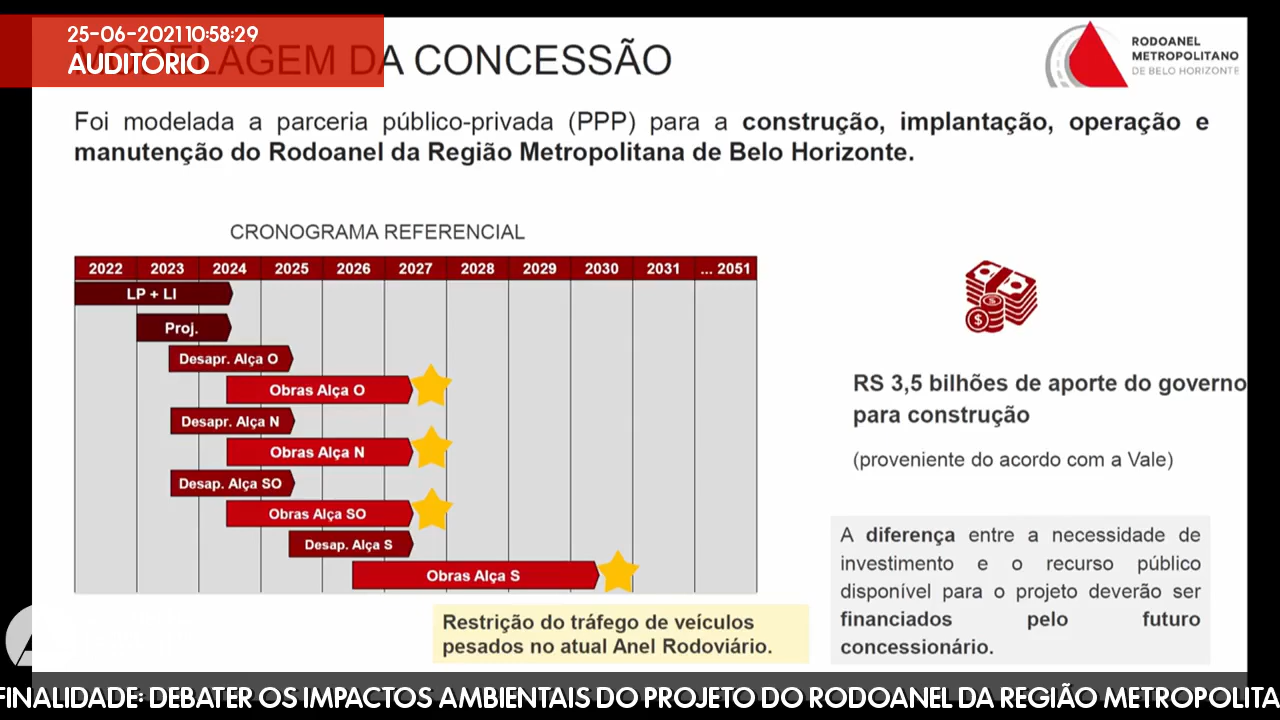 25-06-2021 10:58:29
AUDITÓRIO
MODELAGEM DA CONCESSÃO
RODOANEL
METROPOLITANO
DE BELO HORIZONTE
Foi modelada a parceria público-privada (PPP) para a construção, implantação, operação e
manutenção do Rodoanel da Região Metropolitana de Belo Horizonte.
CRONOGRAMA REFERENCIAL
2022 2023 2024 2025 2026 2027 2028 2029 2030 2031 ... 2051
LP + LI
Proj.
Desapr. Alça O
Obras Alça O
Desapr. Alça N
Obras Alça N
Desap. Alça SO
Obras Alça SO
Desap. Alça S
Obras Alça S
Restrição do tráfego de veículos
pesados no atual Anel Rodoviário.
RS 3,5 bilhões de aporte do governo
para construção
(proveniente do acordo com a Vale)
A diferença entre a necessidade de
investimento e o recurso público
disponível para o projeto deverão ser
financiados pelo futuro
concessionário.
FINALIDADE: DEBATER OS IMPACTOS AMBIENTAIS DO PROJETO DO RODOANEL DA REGIÃO METROPOLITA